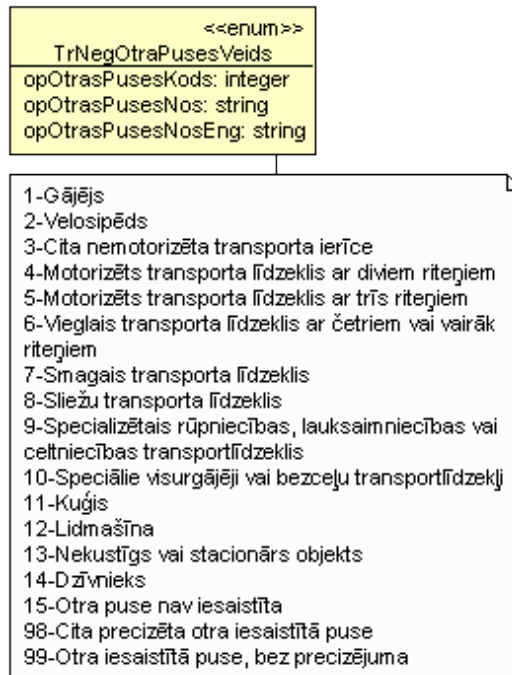 <<enum>>
TrNegOtraPusesVeids
opOtrasPusesKods: integer
opOtrasPusesNos: string
opOtrasPusesNosEng: string
1-Gājējs
2-Velosipēds
3-Cita nemotorizēta transporta ierīce
4-Motorizēts transporta līdzeklis ar diviem riteņiem
5-Motorizēts transporta līdzeklis ar trīs riteņiem
6-Vieglais transporta līdzeklis ar četriem vai vairāk
riteņiem
7-Smagais transporta līdzeklis
8-Sliežu transporta līdzeklis
9-Specializētais rūpniecības, lauksaimniecības vai
celtniecības transportlīdzeklis
10-Speciālie visurgājēji vai bezceļu transportlīdzekļi
11-Kuģis
12-Lidmašīna
13-Nekustīgs vai stacionārs objekts
14-Dzīvnieks
15-Otra puse nav iesaistīta
98-Cita precizēta otra iesaistītā puse
99-Otra iesaistītā puse, bez precizējuma